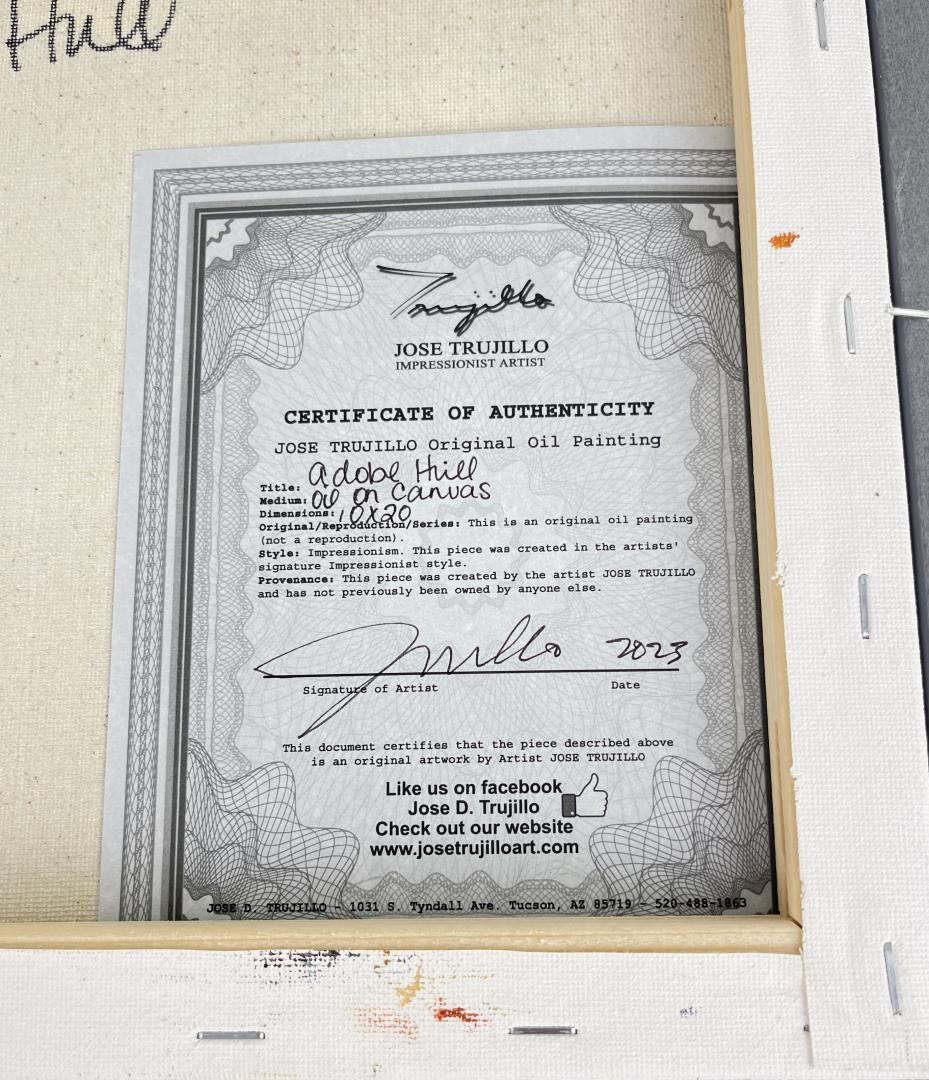 Hill
Trujillo
JOSE TRUJILLO
IMPRESSIONIST ARTIST
CERTIFICATE OF AUTHENTICITY
JOSE TRUJILLO Original Oil Painting
Title: adobe Hill
Medium: Oil on Canvas
Dimensions: 10x20
Original/Reproduction/Series: This is an original oil painting
(not a reproduction).
Style: Impressionism. This piece was created in the artists'
signature Impressionist style.
Provenance: This piece was created by the artist JOSE TRUJILLO
and has not previously been owned by anyone else.
Trujillo 2023
Signature of Artist Date
This document certifies that the piece described above
is an original artwork by Artist JOSE TRUJILLO
Like us on facebook
Jose D. Trujillo
Check out our website
www.josetrujilloart.com
JOSE D. TRUJILLO - 1031 S. Tyndall Ave. Tucson, AZ 85719 - 520-488-1863